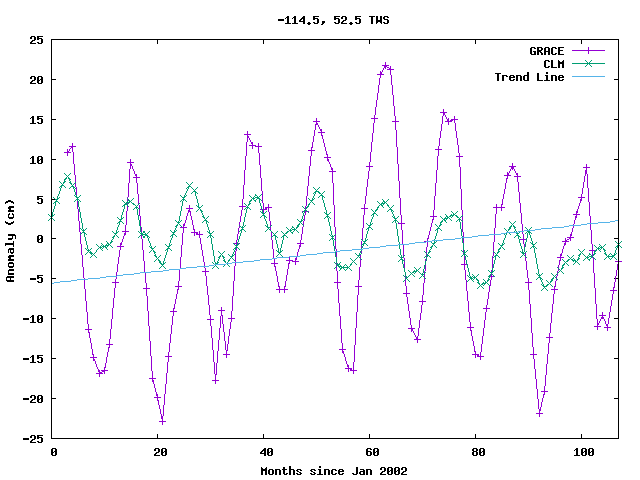 -114.5, 52.5 TWS
GRACE
CLM
Trend Line
25
20
15
10
5
0
-5
-10
-15
-20
-25
Anomaly (cm)
0 20 40 60 80 100
Months since Jan 2002